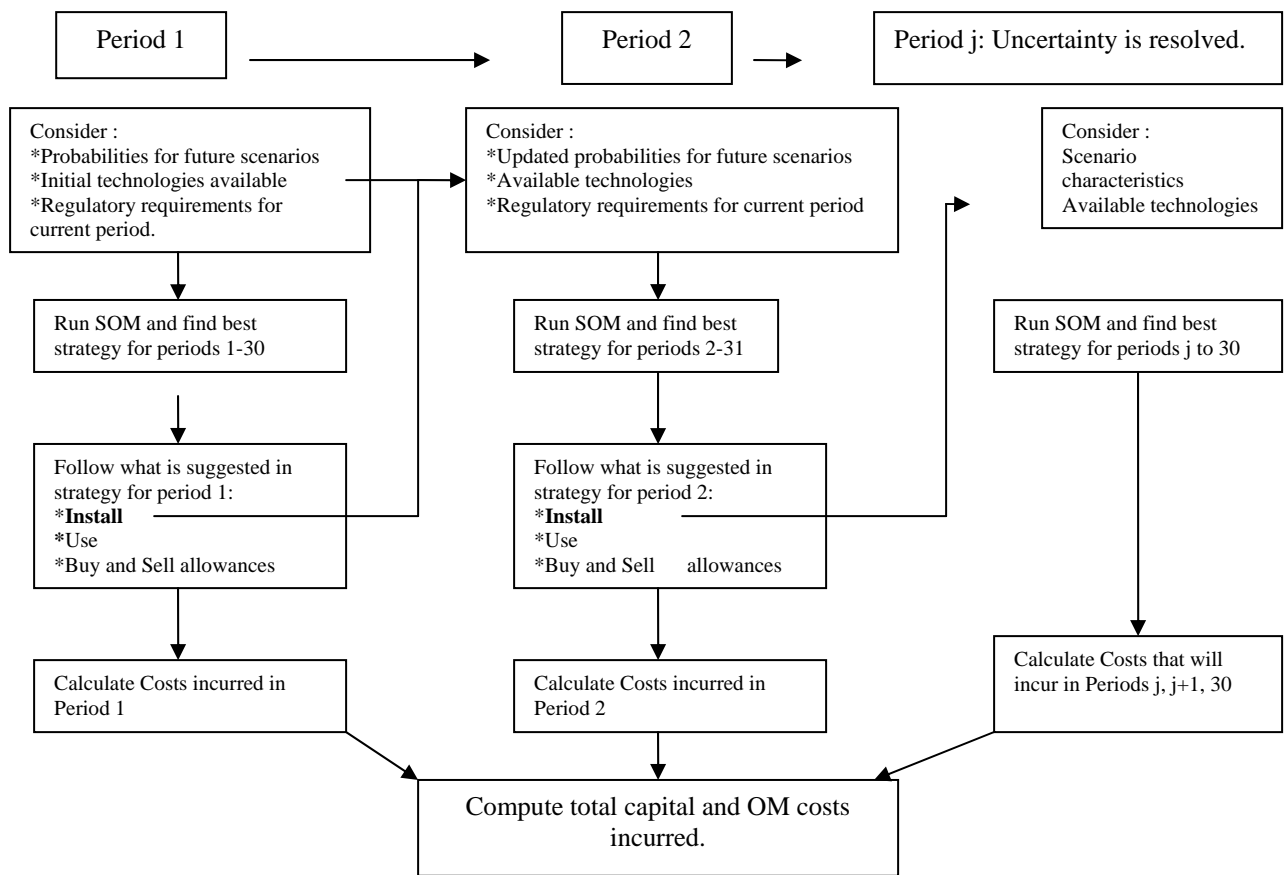 Period 1
Period 2
Period j: Uncertainty is resolved.
Consider :
*Probabilities for future scenarios
*Initial technologies available
*Regulatory requirements for
current period.
Consider :
*Updated probabilities for future scenarios
*Available technologies
*Regulatory requirements for current period
Consider :
Scenario
characteristics
Available technologies
Run SOM and find best
strategy for periods 1-30
Run SOM and find best
strategy for periods 2-31
Run SOM and find best
strategy for periods j to 30
Follow what is suggested in
strategy for period 1:
*Install
*Use
*Buy and Sell allowances
Follow what is suggested in
strategy for period 2:
*Install
*Use
*Buy and Sell allowances
Calculate Costs incurred in
Period 1
Calculate Costs incurred in
Period 2
Calculate Costs that will
incur in Periods j, j+1, 30
Compute total capital and OM costs
incurred.